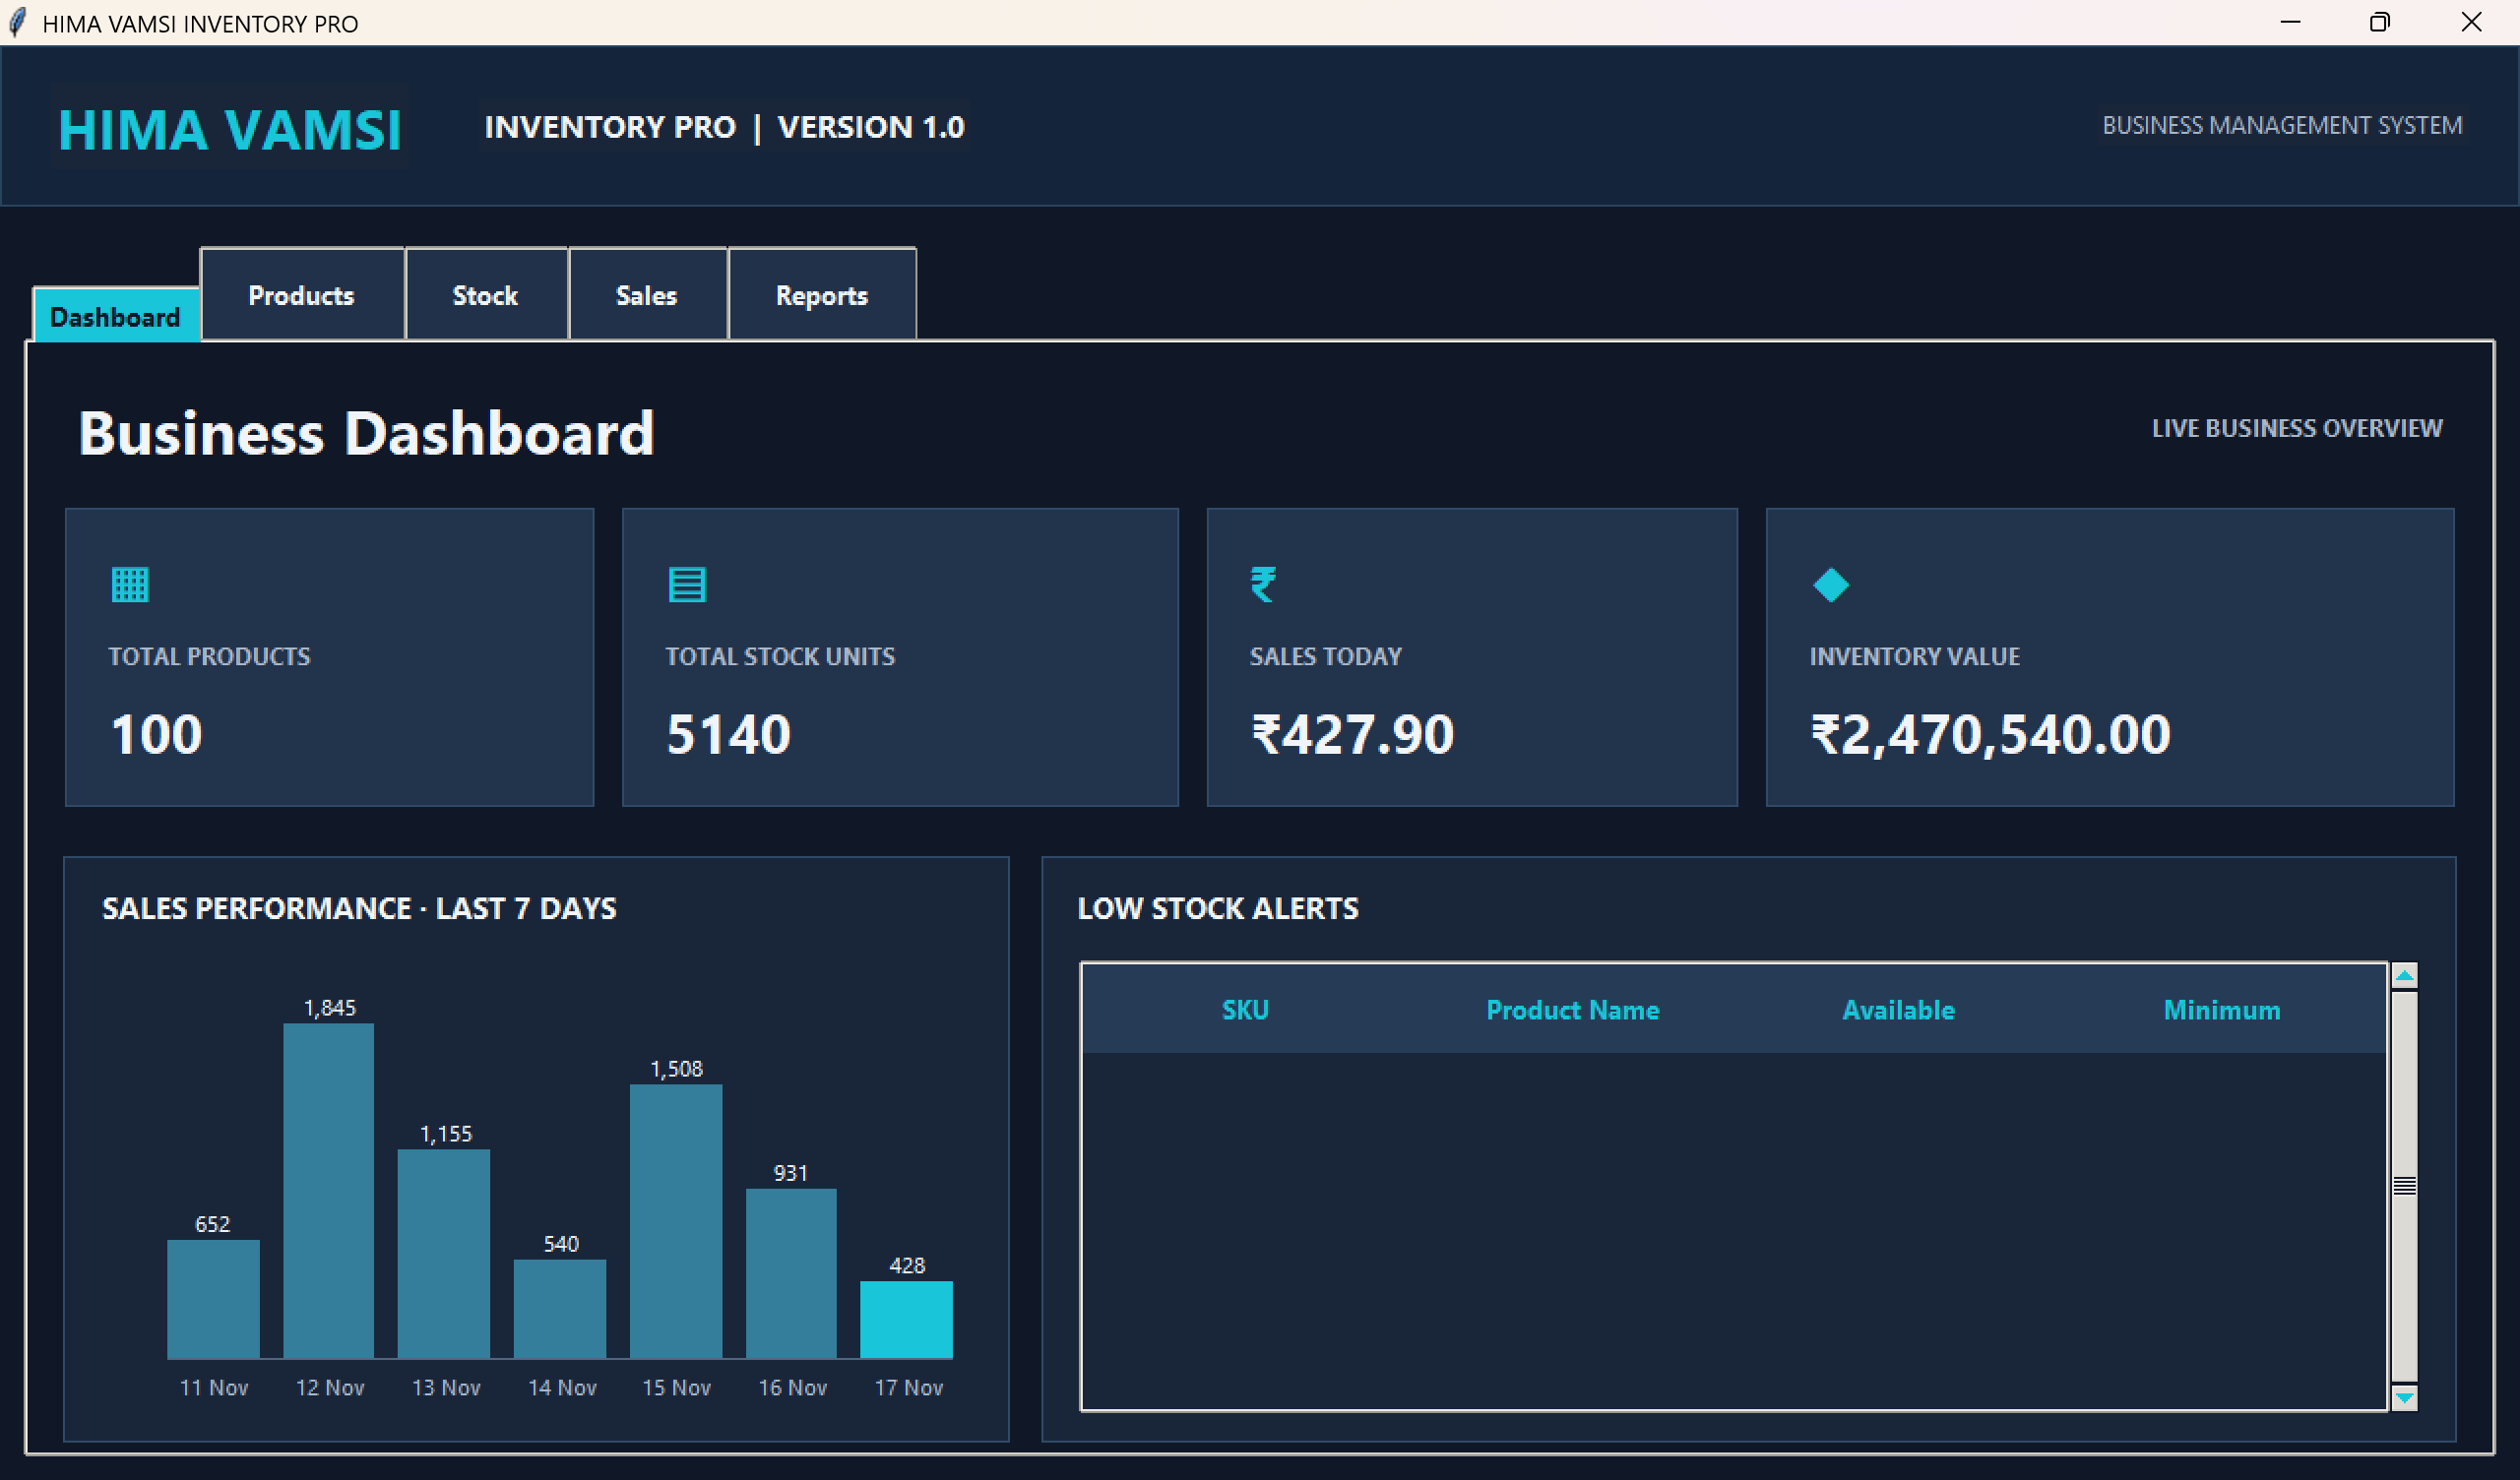 HIMA VAMSI INVENTORY PRO
HIMA VAMSI
INVENTORY PRO | VERSION 1.0
BUSINESS MANAGEMENT SYSTEM
Dashboard
Products
Stock
Sales
Reports
Business Dashboard
LIVE BUSINESS OVERVIEW
TOTAL PRODUCTS
100
TOTAL STOCK UNITS
5140
₹
SALES TODAY
₹427.90
INVENTORY VALUE
₹2,470,540.00
SALES PERFORMANCE · LAST 7 DAYS
652
1,845
1,155
540
1,508
931
428
11 Nov
12 Nov
13 Nov
14 Nov
15 Nov
16 Nov
17 Nov
LOW STOCK ALERTS
SKU
Product Name
Available
Minimum